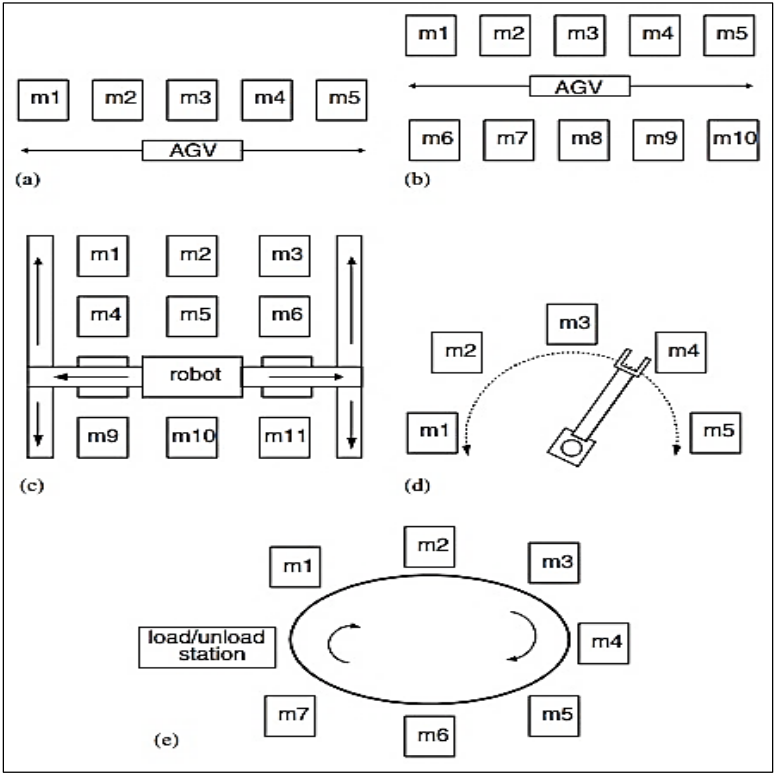 m1 m2 m3 m4 m5
AGV
(a)
m1 m2 m3 m4 m5
AGV
m6 m7 m8 m9 m10
(b)
m1 m2 m3
m4 m5 m6
robot
m9 m10 m11
(c)
m1 m2 m3 m4 m5
(d)
m1 m2 m3
load/unload
station
m4
m7 m6 m5
(e)